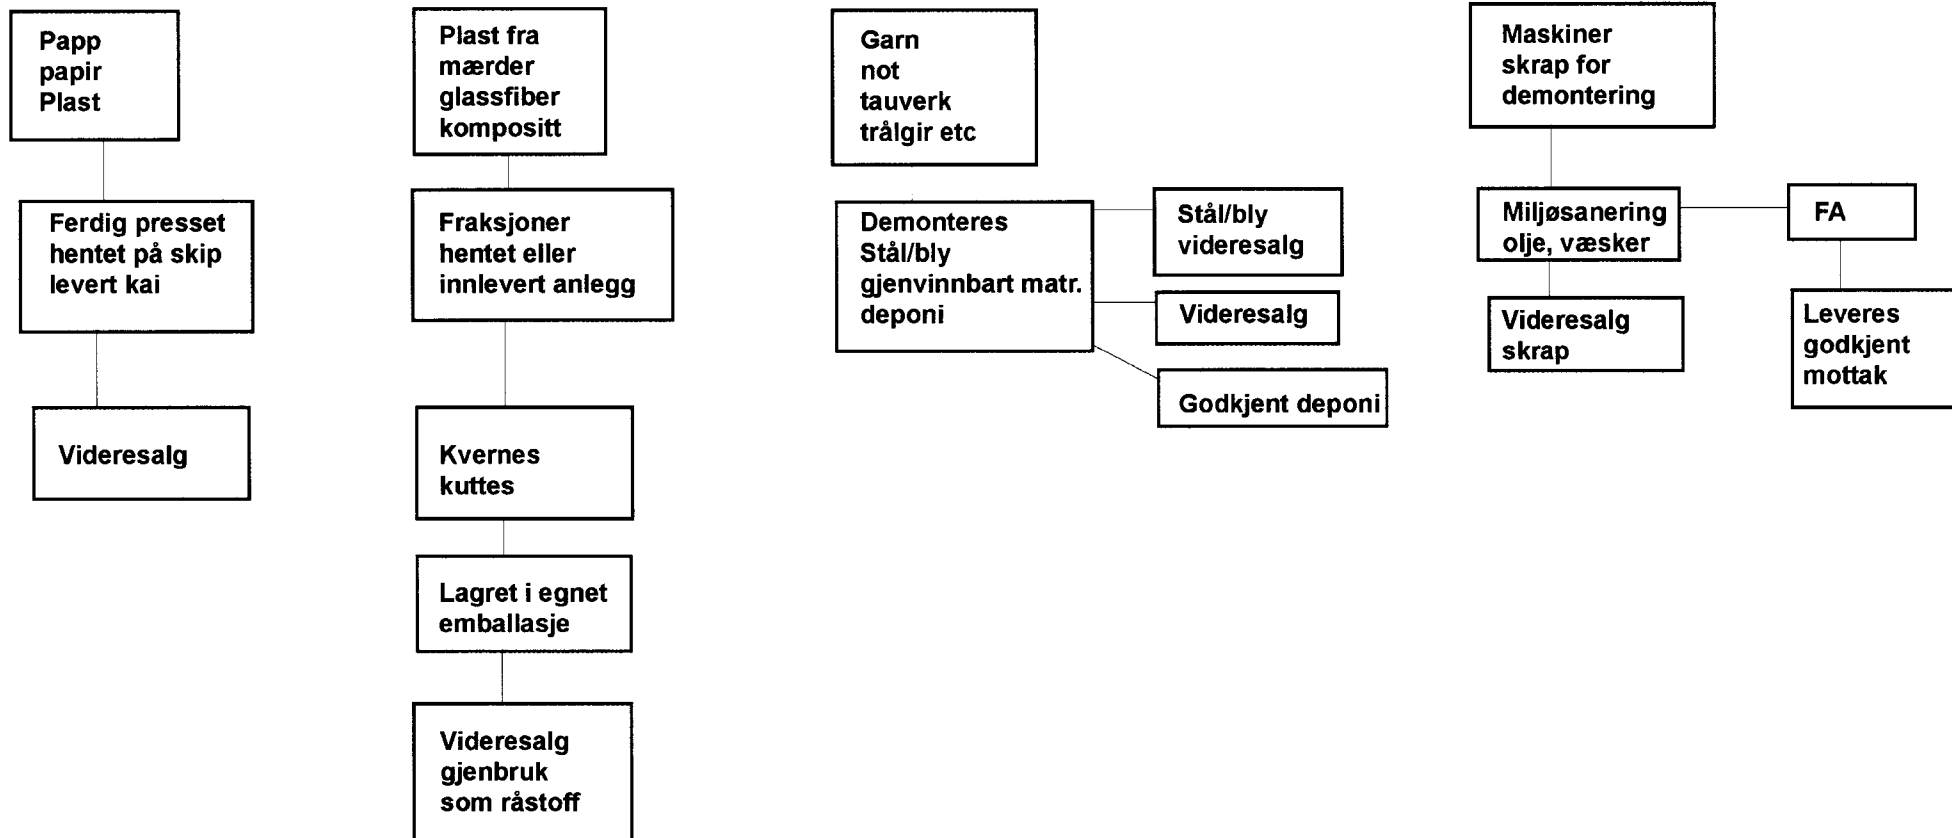 Papp
papir
Plast
Ferdig presset
hentet på skip
levert kai
Videresalg
Plast fra
mærder
glassfiber
kompositt
Fraksjoner
hentet eller
innlevert anlegg
Kvernes
kuttes
Lagret i egnet
emballasje
Videresalg
gjenbruk
som råstoff
Garn
not
tauverk
trålgir etc
Demonteres
Stål/bly
gjenvinnbart matr.
deponi
Stål/bly
videresalg
Videresalg
Godkjent deponi
Maskiner
skrap for
demontering
Miljøsanering
olje, væsker
Videresalg
skrap
FA
Leveres
godkjent
mottak